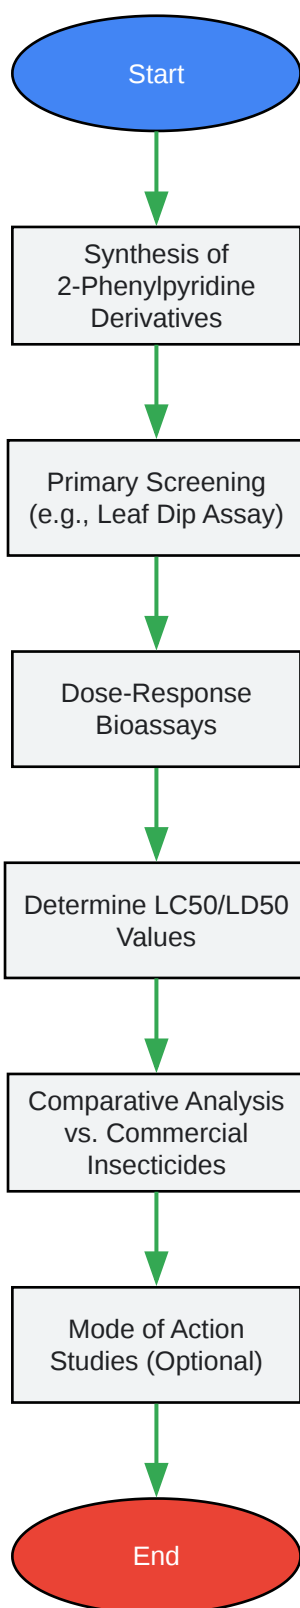 Start
Synthesis of
2-Phenylpyridine
Derivatives
Primary Screening
(e.g., Leaf Dip Assay)
Dose-Response
Bioassays
Determine LC50/LD50
Values
Comparative Analysis
vs. Commercial
Insecticides
Mode of Action
Studies (Optional)
End